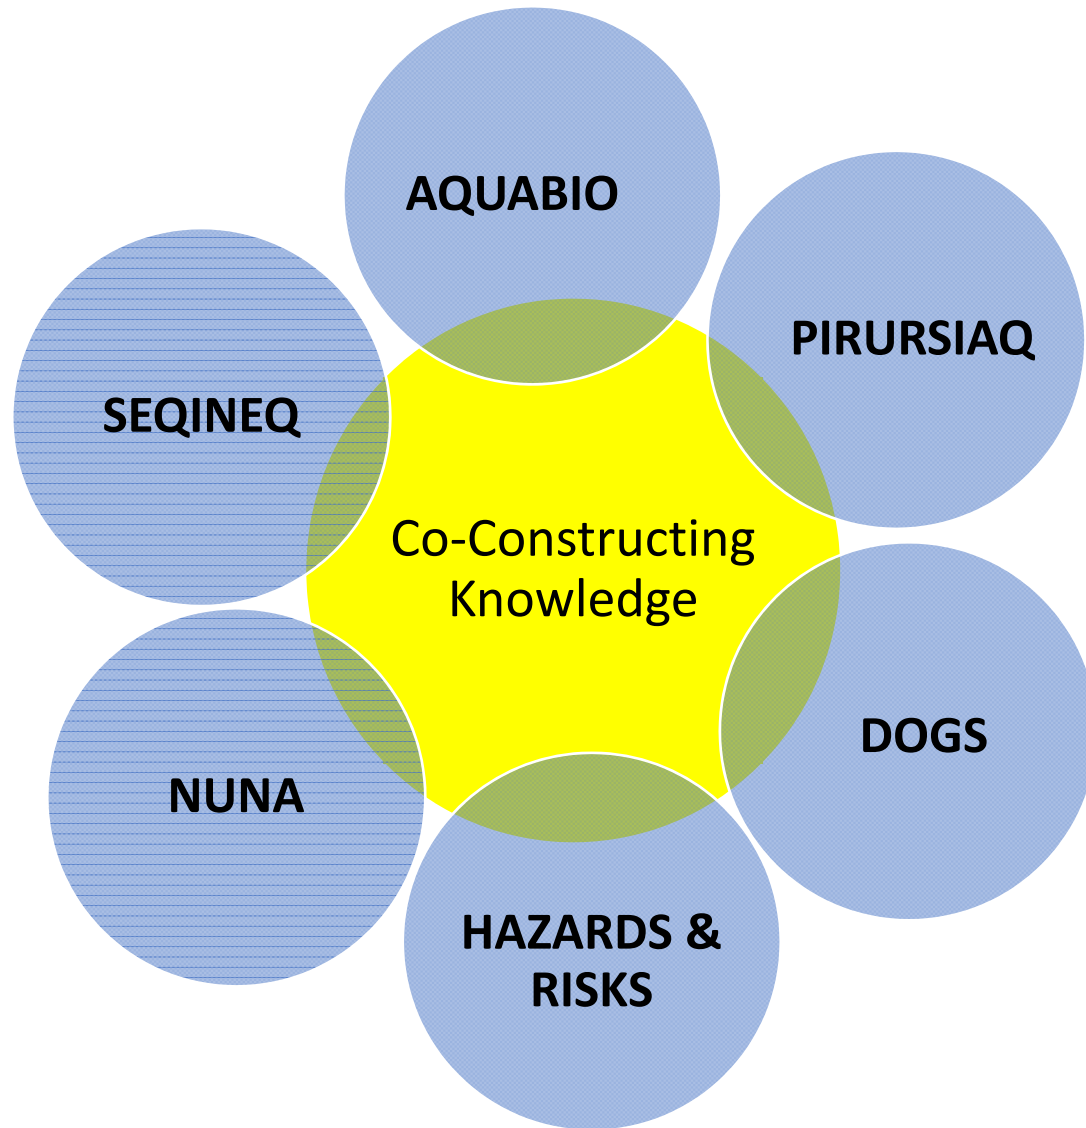 AQUABIO
PIRURSIAQ
SEQINEQ
Co-Constructing
Knowledge
DOGS
NUNA
HAZARDS &
RISKS